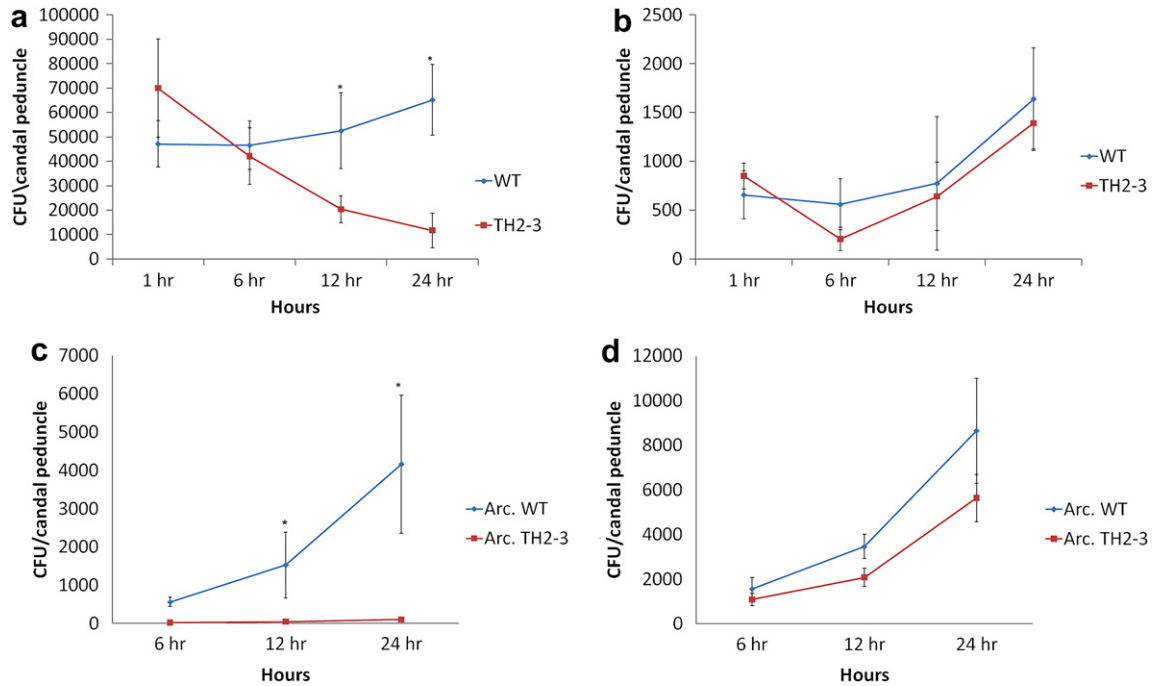 a
100000
90000
80000
70000
60000
50000
40000
30000
20000
10000
0
CFU\candal peduncle
* *
1 hr 6 hr 12 hr 24 hr
Hours
WT
TH2-3
b
2500
2000
1500
1000
500
0
CFU/candal peduncle
1 hr 6 hr 12 hr 24 hr
Hours
WT
TH2-3
c
7000
6000
5000
4000
3000
2000
1000
0
CFU/candal peduncle
* *
6 hr 12 hr 24 hr
Hours
Arc. WT
Arc. TH2-3
d
12000
10000
8000
6000
4000
2000
0
CFU/candal peduncle
6 hr 12 hr 24 hr
Hours
Arc. WT
Arc. TH2-3